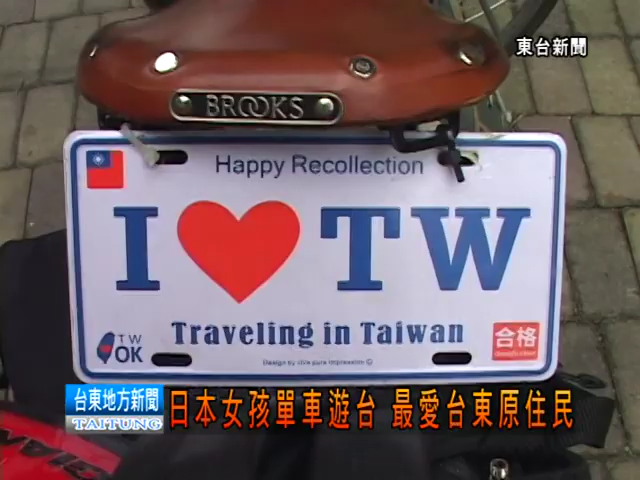 東台新聞
BROOKS
Happy Recollection
I ❤ TW
Traveling in Taiwan
TW
OK
合格
台東地方新聞
TAITUNG
日本女孩單車遊台 最愛台東原住民